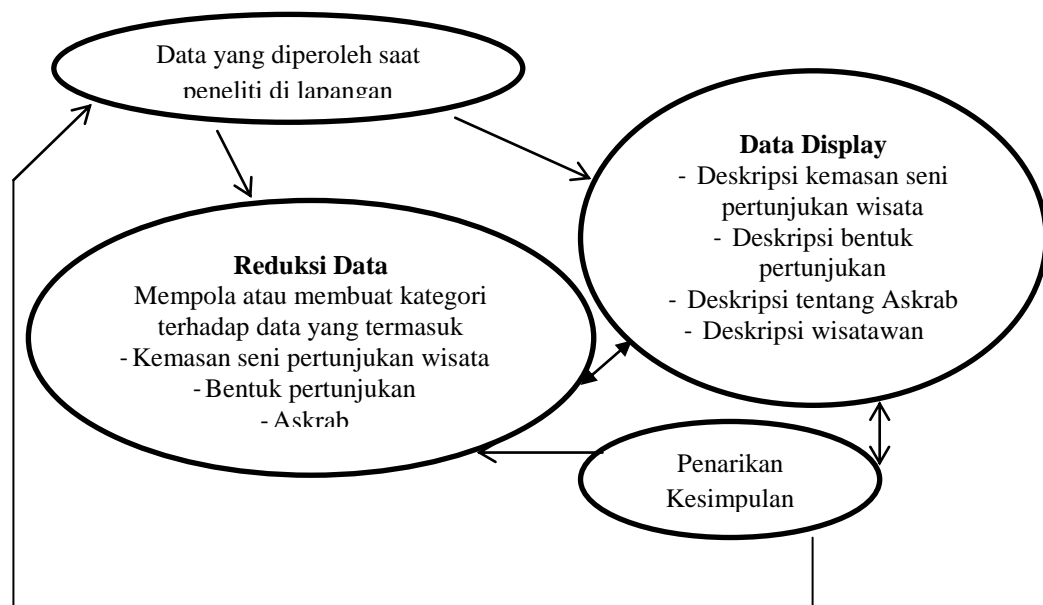 Data yang diperoleh saat
peneliti di lapangan
Data Display
- Deskripsi kemasan seni
pertunjukan wisata
- Deskripsi bentuk
pertunjukan
- Deskripsi tentang Askrab
- Deskripsi wisatawan
Reduksi Data
Mempola atau membuat kategori
terhadap data yang termasuk
- Kemasan seni pertunjukan wisata
- Bentuk pertunjukan
- Askrab
Penarikan
Kesimpulan